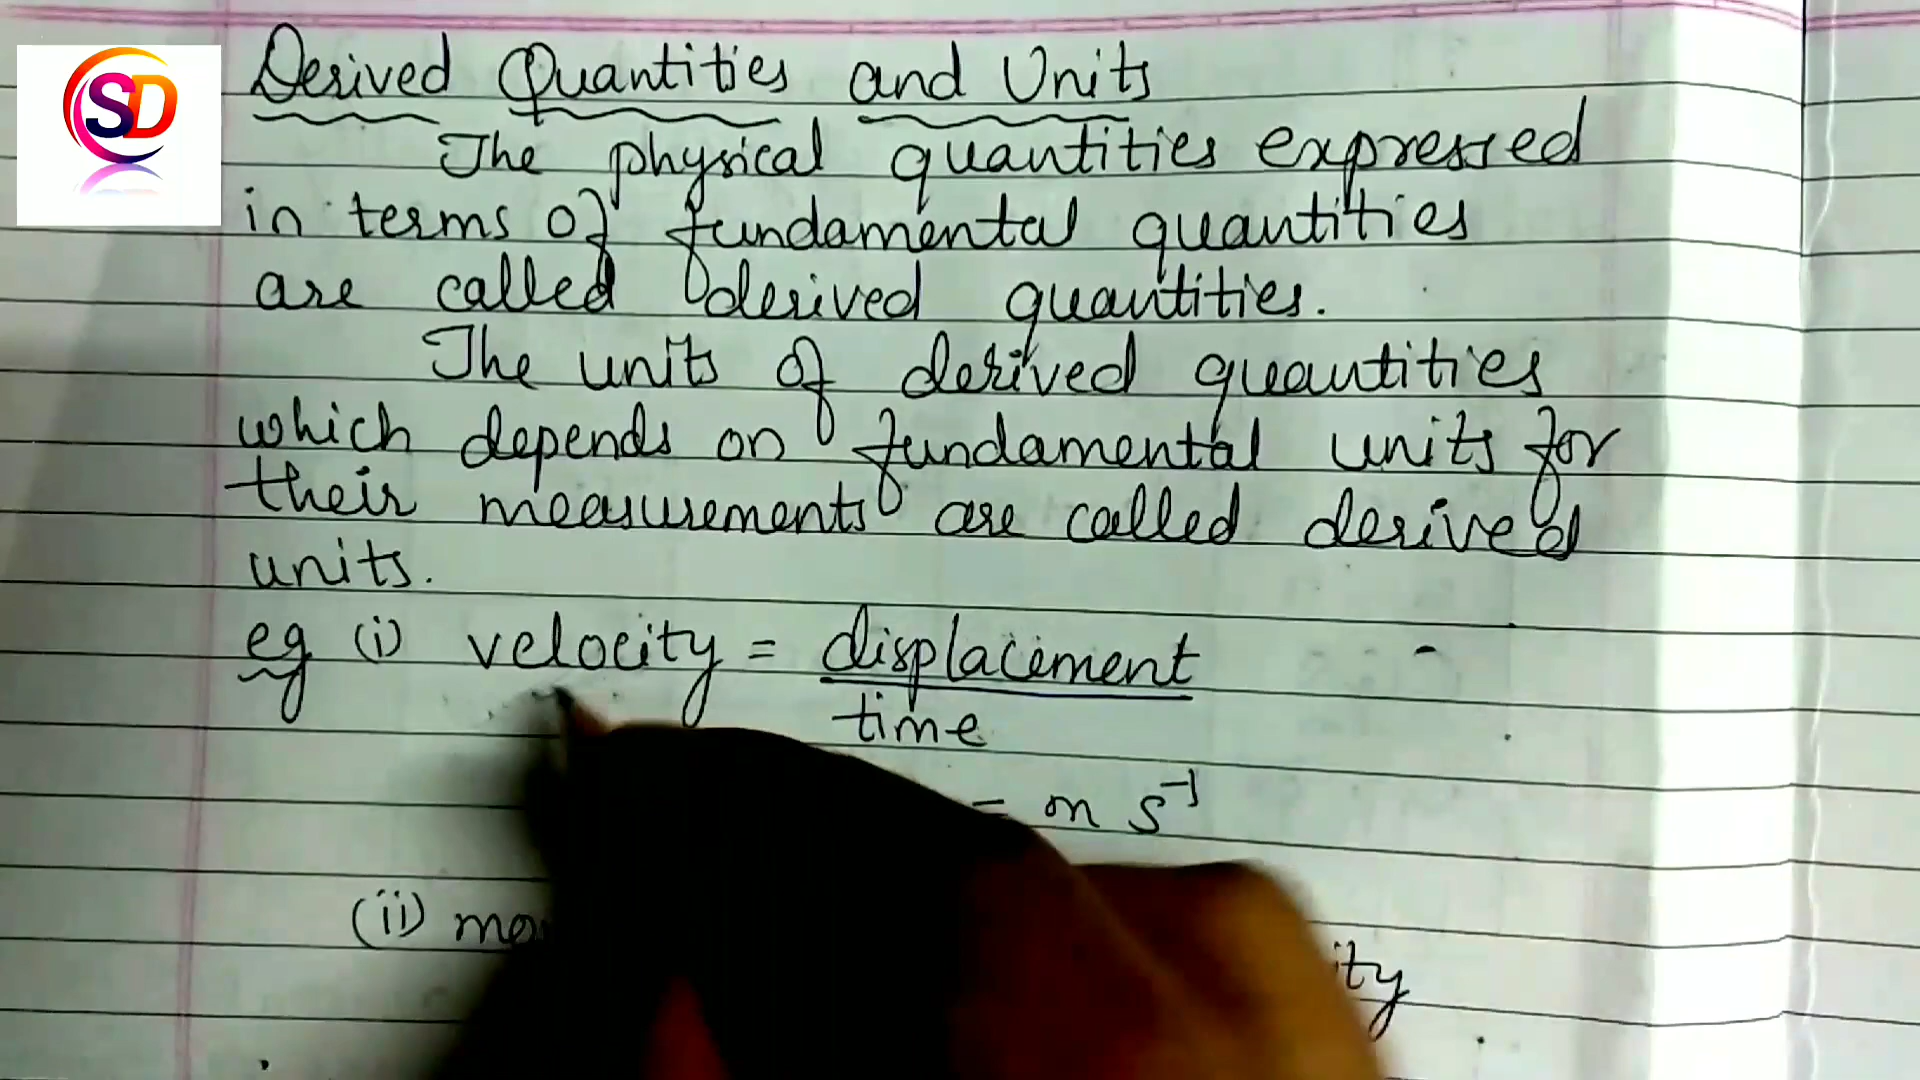 SD
Derived Quantities and Units
The physical quantities expressed
in terms of fundamental quantities
are called derived quantities.
The units of derived quantities
which depends on fundamental units for
their measurements are called derived
units.
eg (i) velocity = displacement
time
= m s⁻¹
(ii)